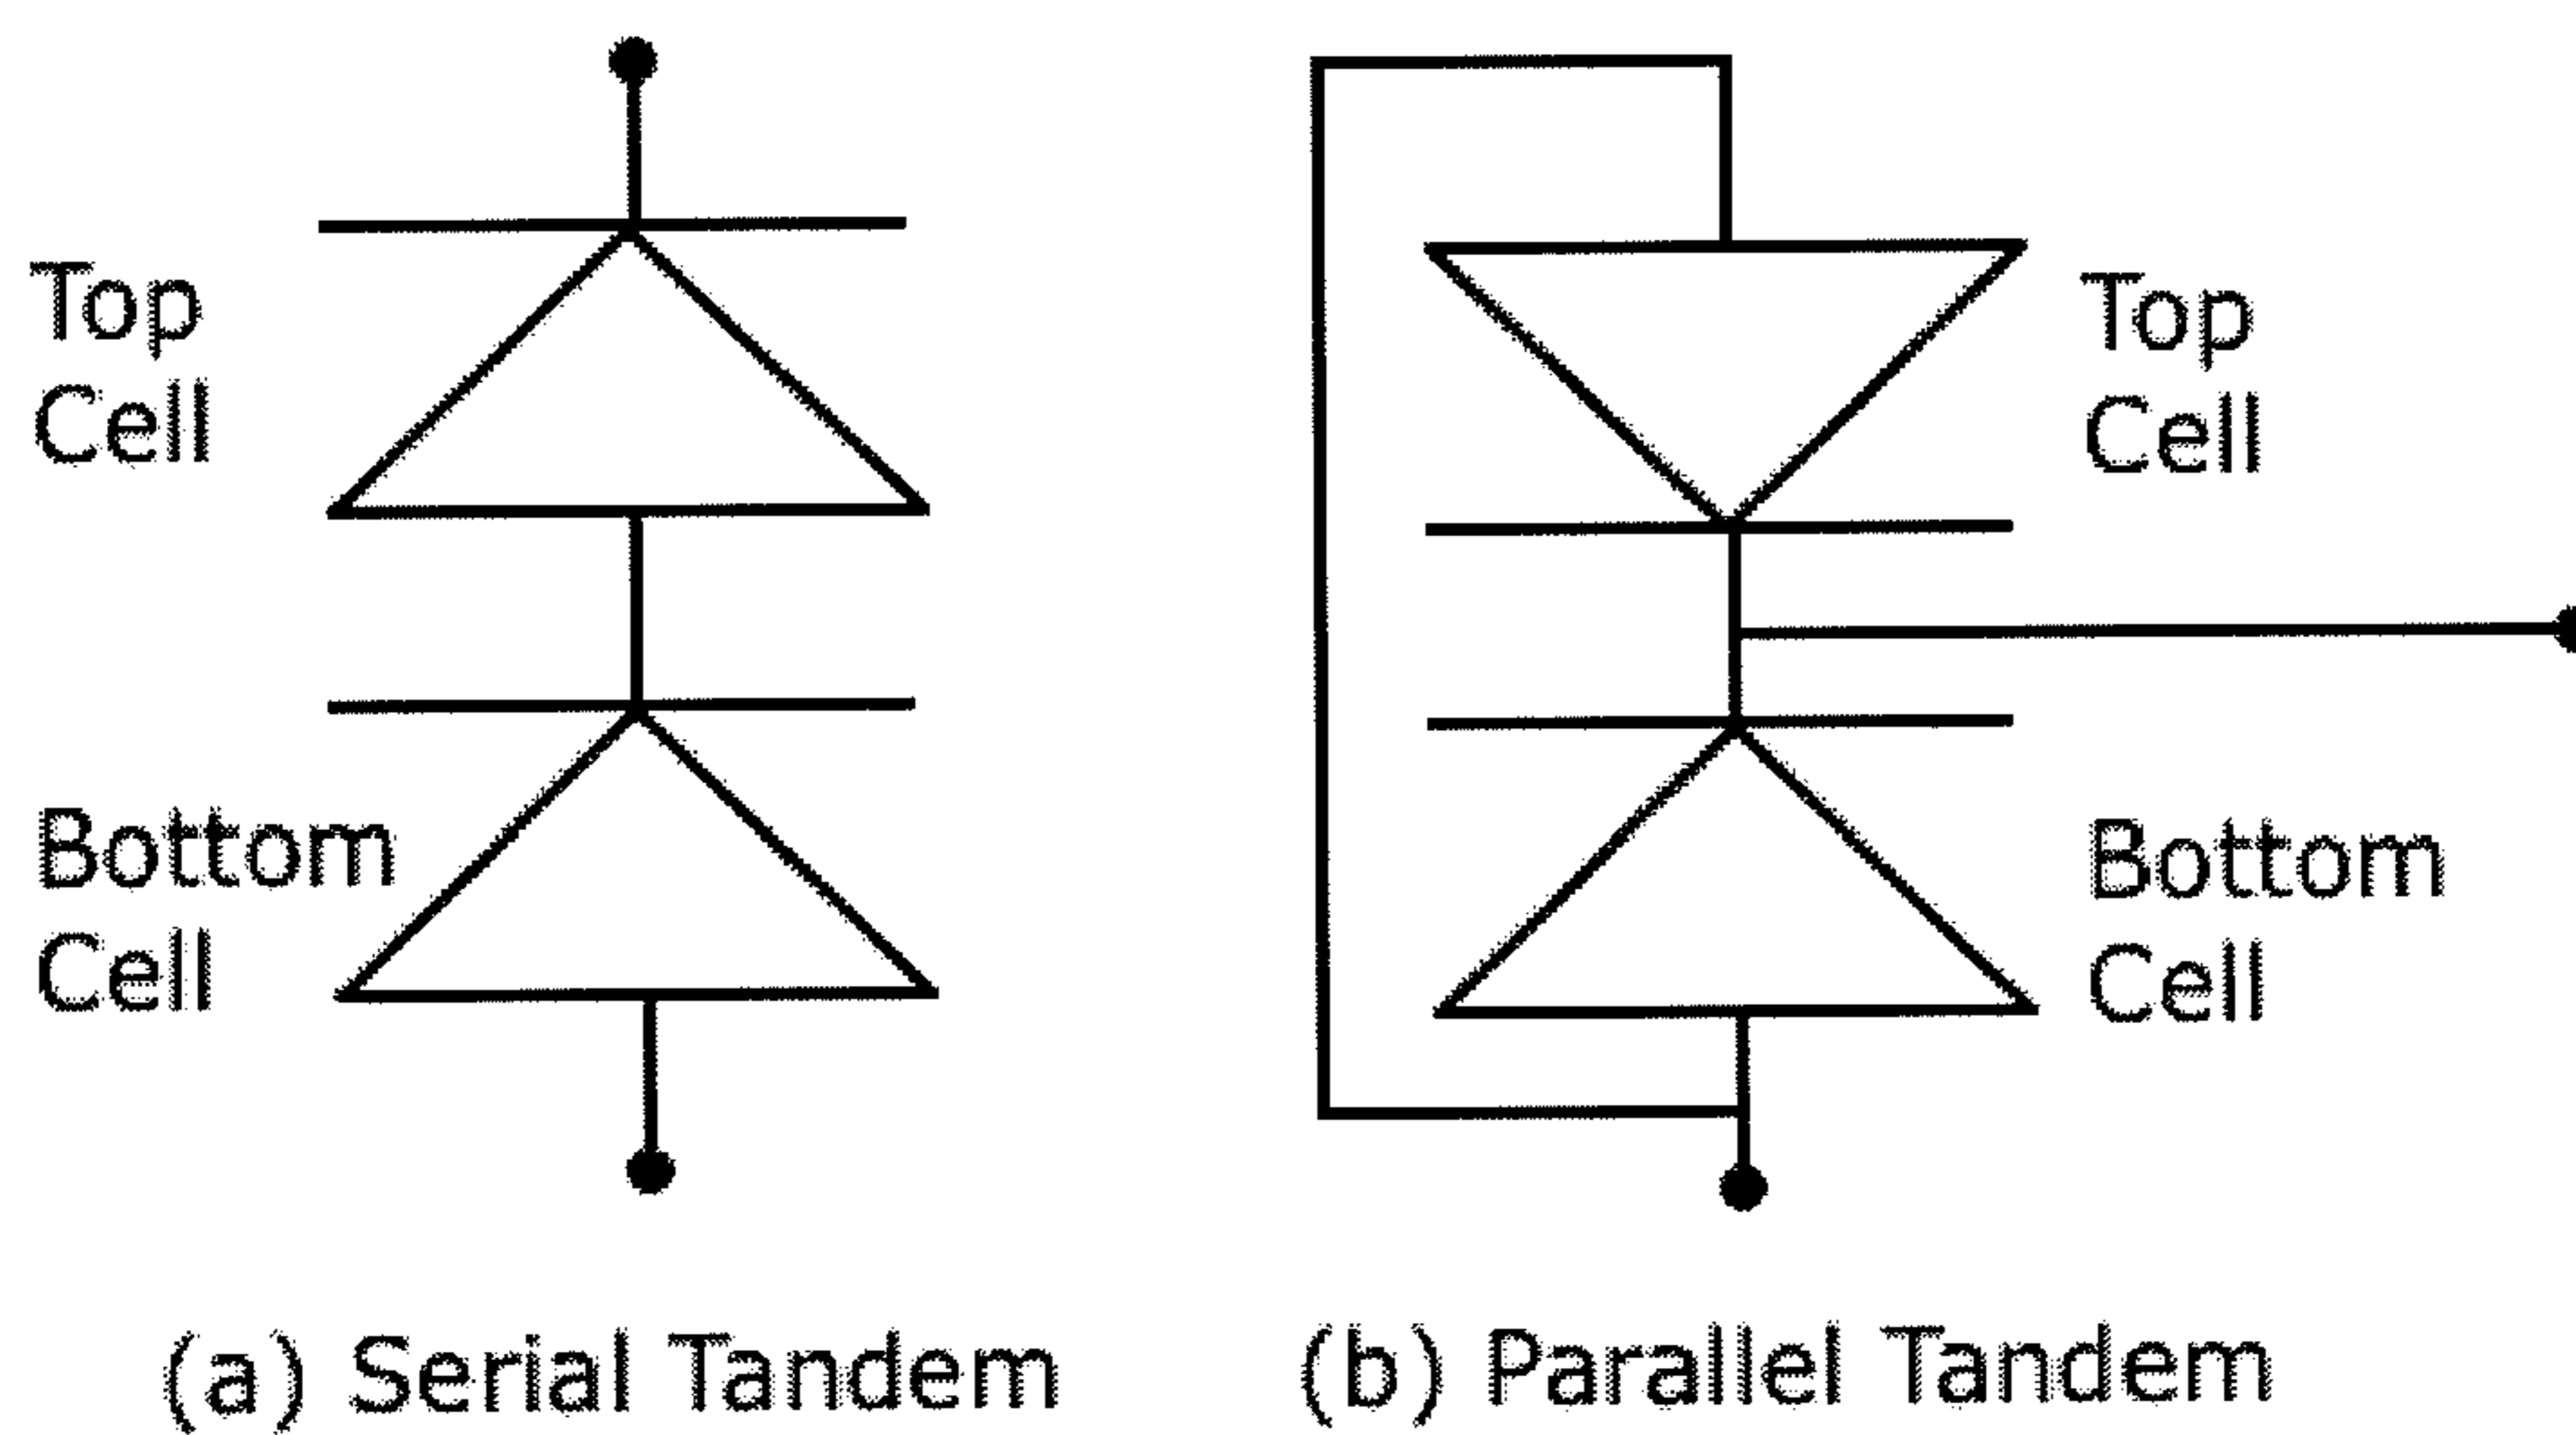 Top
Cell
Bottom
Cell
Top
Cell
Bottom
Cell
(a) Serial Tandem
(b) Parallel Tandem